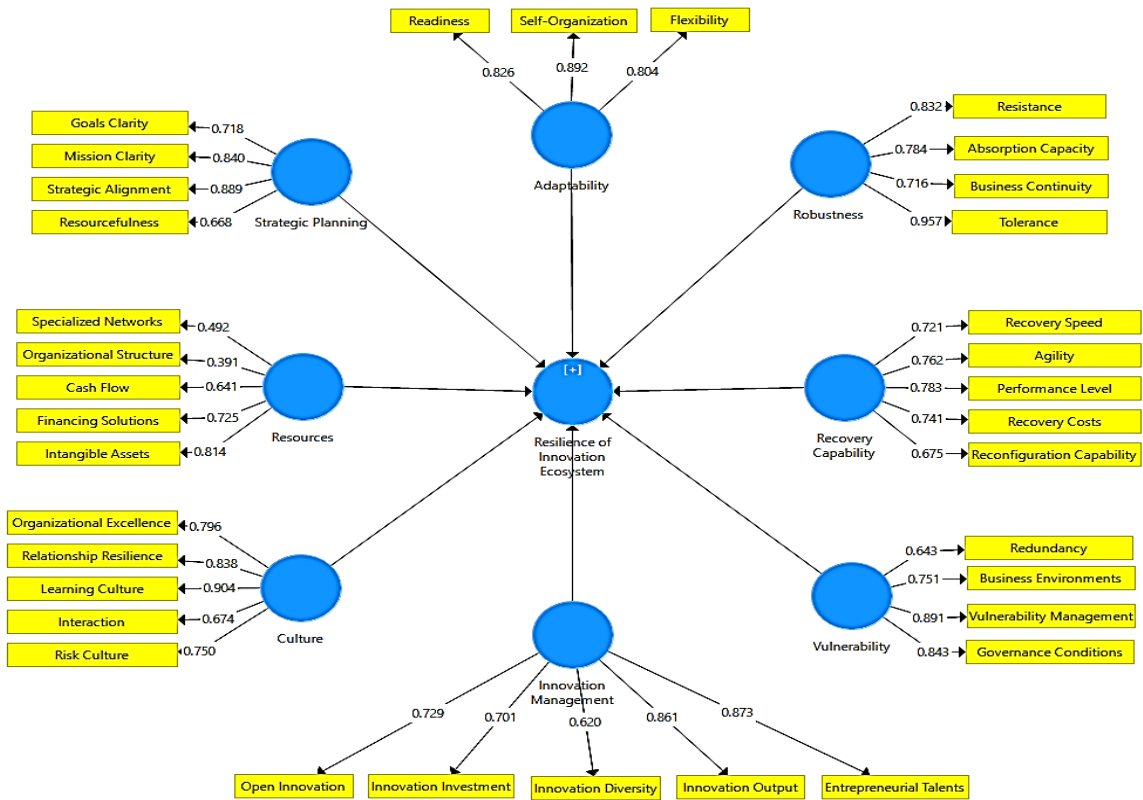 Readiness
Self-Organization
Flexibility
0.826
0.892
0.804
Adaptability
Goals Clarity
0.718
Mission Clarity
0.840
Strategic Alignment
0.889
Resourcefulness
0.668
Strategic Planning
0.832
Resistance
0.784
Absorption Capacity
0.716
Business Continuity
0.957
Tolerance
Robustness
Specialized Networks
0.492
Organizational Structure
0.391
Cash Flow
0.641
Financing Solutions
0.725
Intangible Assets
0.814
Resources
[+]
Resilience of
Innovation
Ecosystem
0.721
Recovery Speed
0.762
Agility
0.783
Performance Level
0.741
Recovery Costs
0.675
Reconfiguration Capability
Recovery
Capability
Organizational Excellence
0.796
Relationship Resilience
0.838
Learning Culture
0.904
Interaction
0.674
Risk Culture
0.750
Culture
0.643
Redundancy
0.751
Business Environments
0.891
Vulnerability Management
0.843
Governance Conditions
Vulnerability
Innovation
Management
0.729
0.701
0.620
0.861
0.873
Open Innovation
Innovation Investment
Innovation Diversity
Innovation Output
Entrepreneurial Talents